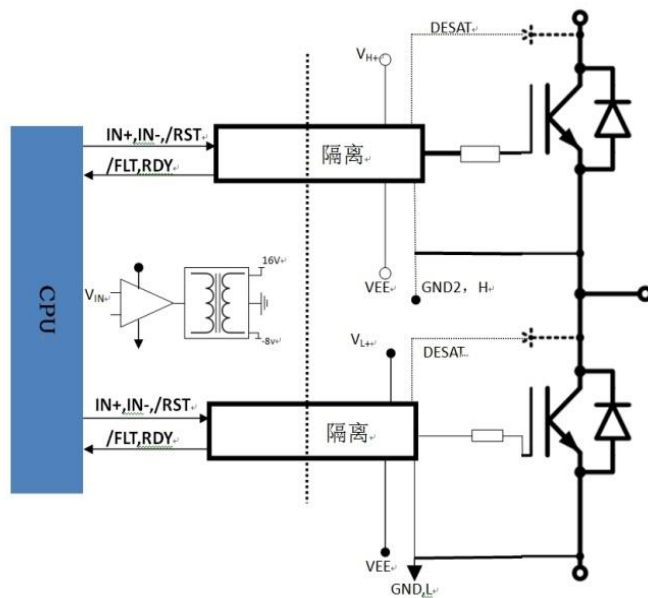 DESAT
VH+
IN+,IN-,/RST
隔离
/FLT,RDY
16V
VEE
GND2，H
VIN
CPU
-8v
VL+
DESAT
IN+,IN-,/RST
隔离
/FLT,RDY
VEE
GND,L